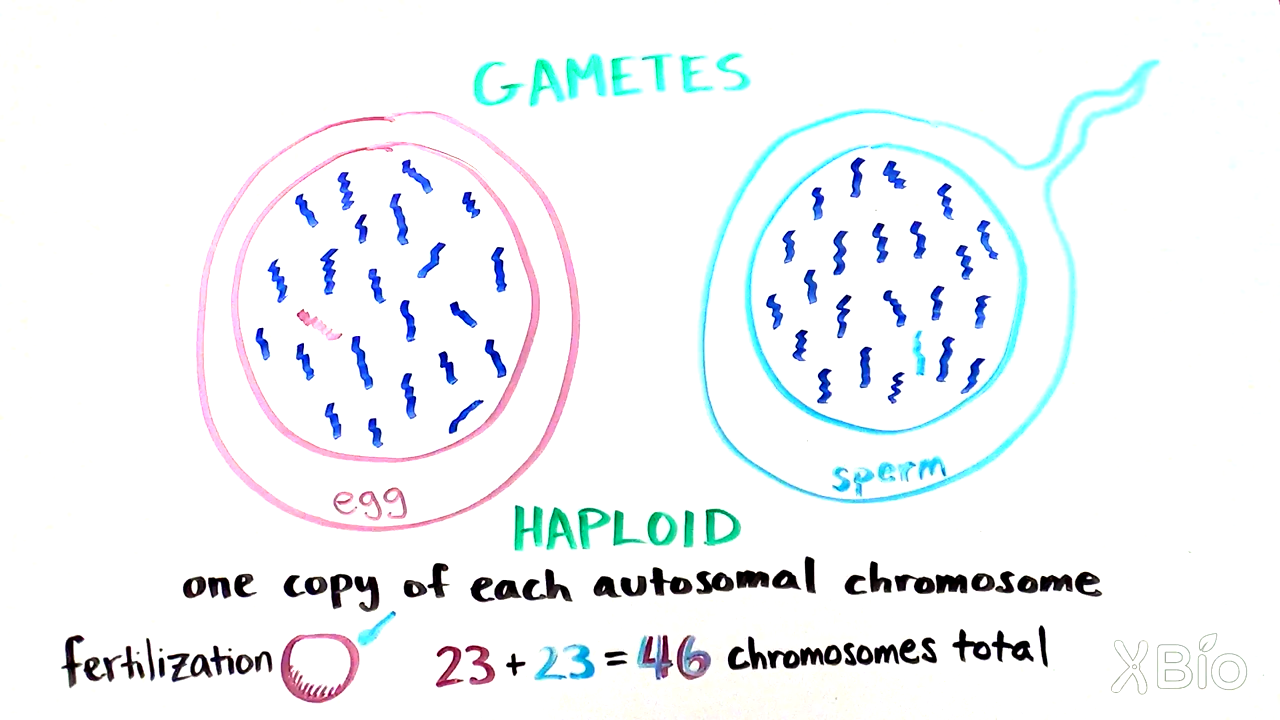 GAMETES
egg
sperm
HAPLOID
one copy of each autosomal chromosome
fertilization 23 + 23 = 46 chromosomes total
XBio